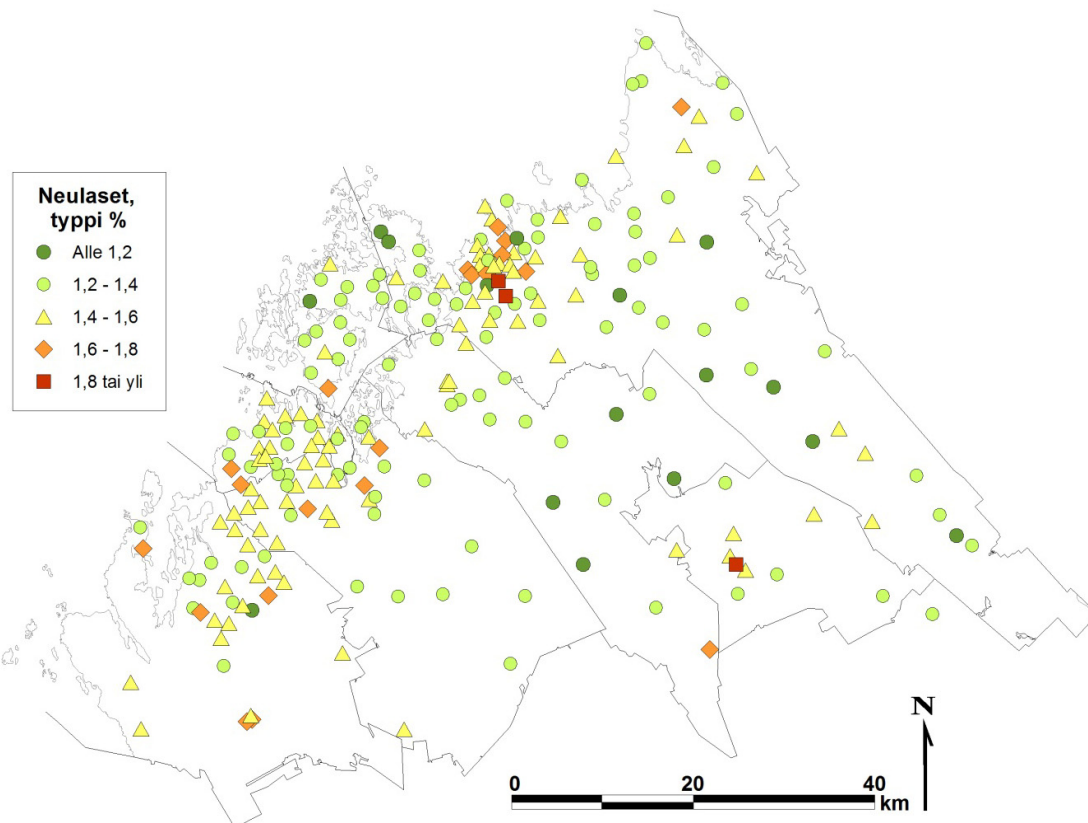 Neulaset,
typpi %
Alle 1,2
1,2 - 1,4
1,4 - 1,6
1,6 - 1,8
1,8 tai yli
N
0 20 40
km